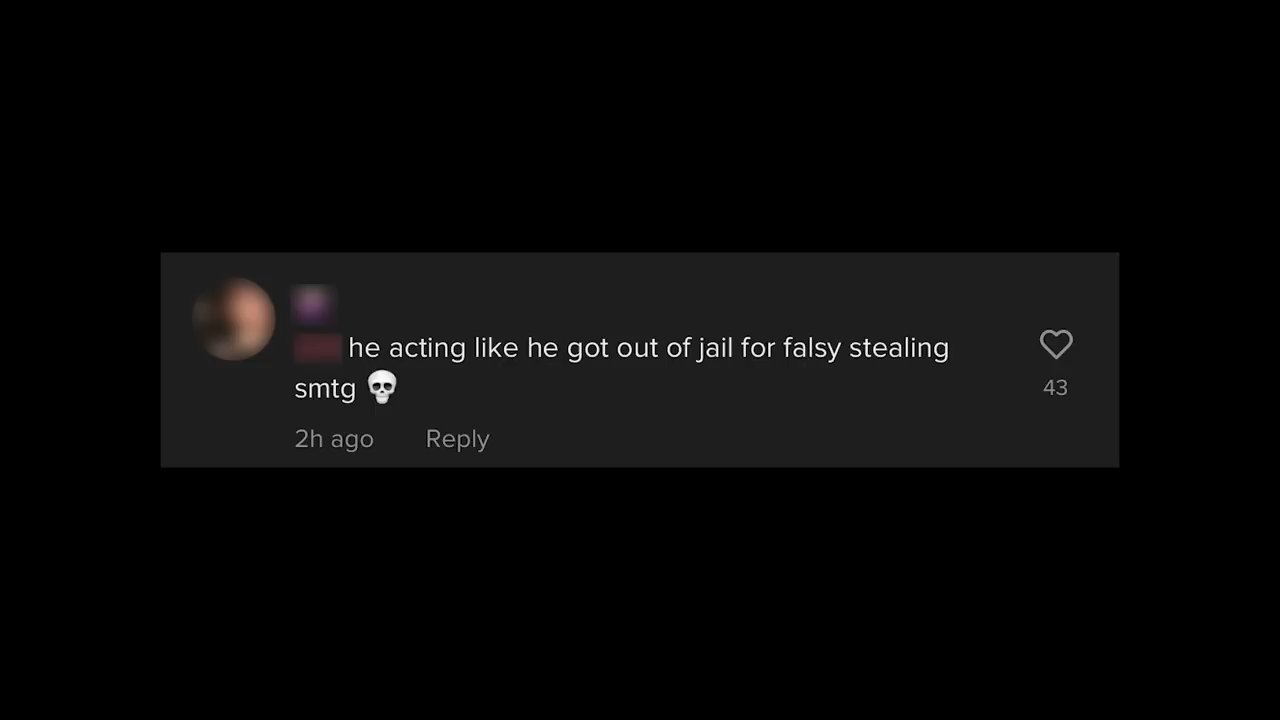 he acting like he got out of jail for falsy stealing
smtg 💀
43
2h ago Reply